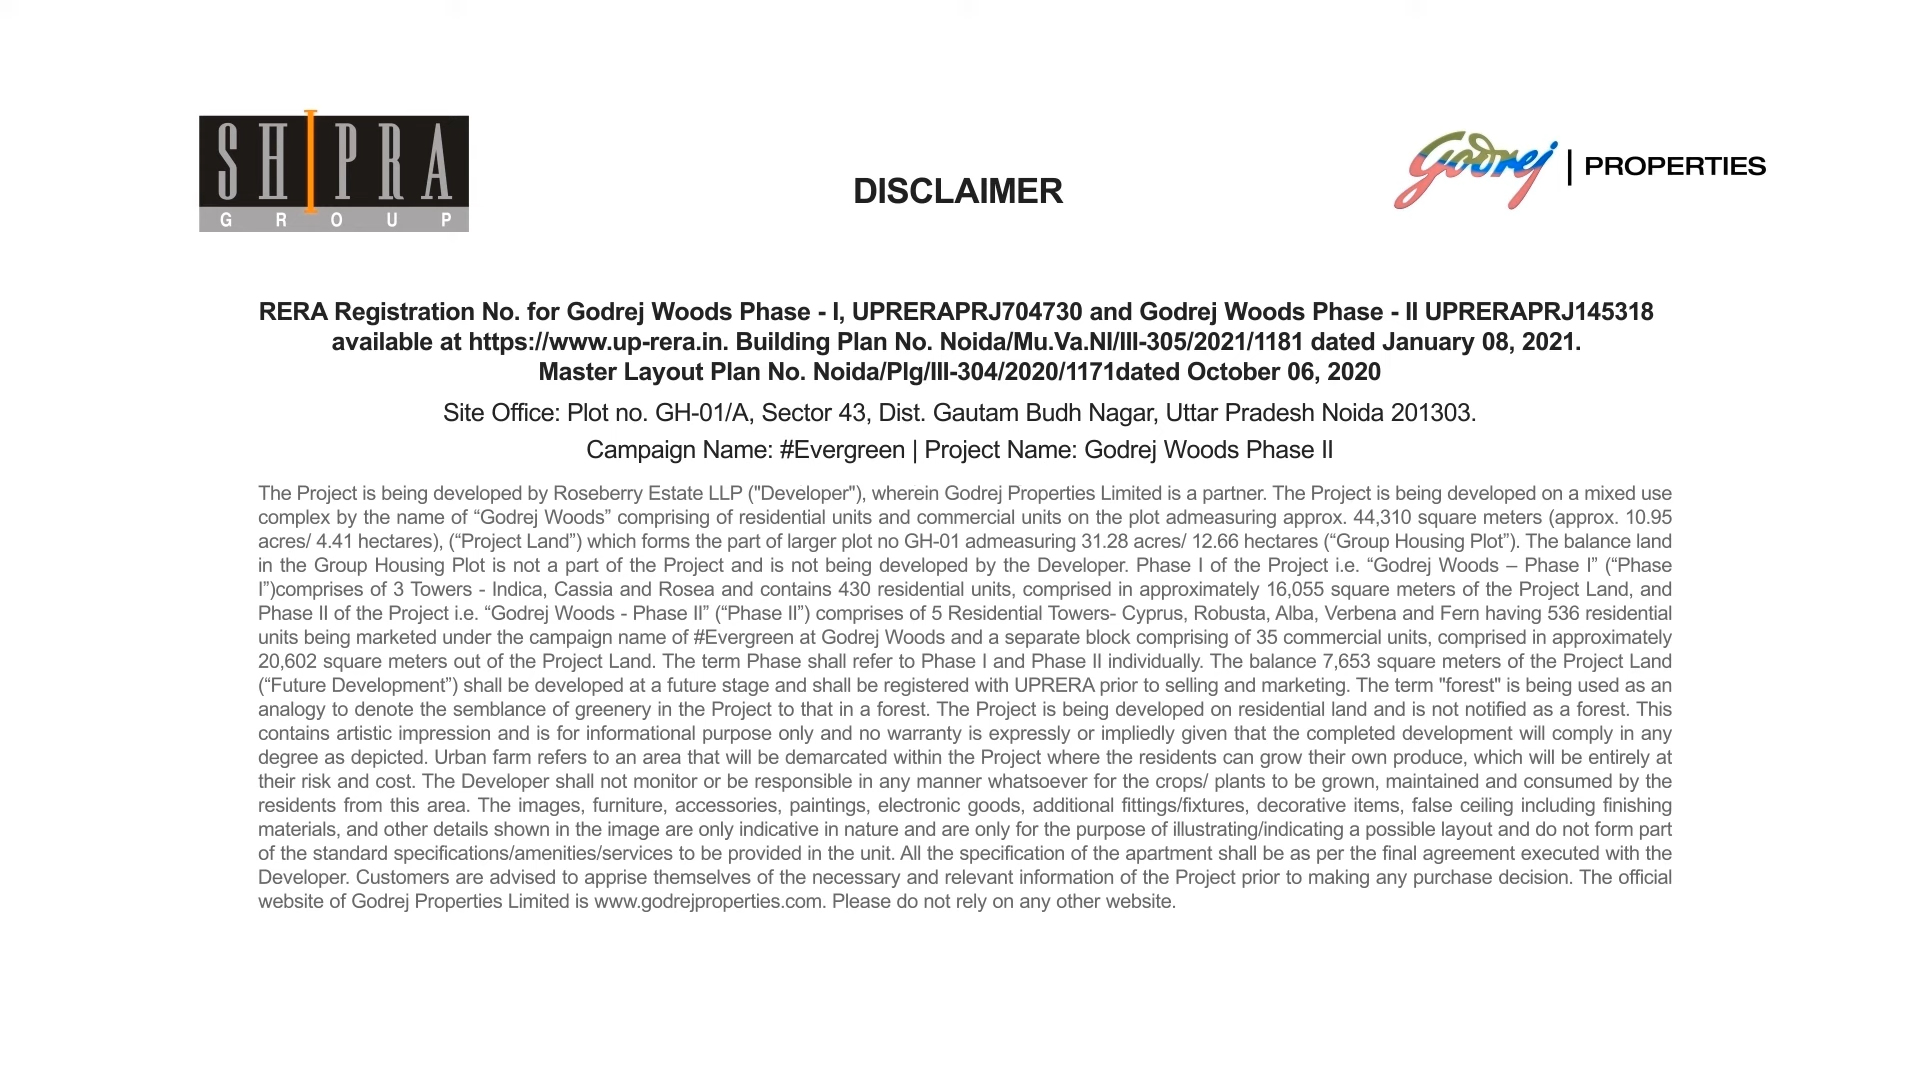 SHIPRA
GROUP
DISCLAIMER
Godrej | PROPERTIES
RERA Registration No. for Godrej Woods Phase - I, UPRERAPRJ704730 and Godrej Woods Phase - II UPRERAPRJ145318
available at https://www.up-rera.in. Building Plan No. Noida/Mu.Va.NI/III-305/2021/1181 dated January 08, 2021.
Master Layout Plan No. Noida/Plg/III-304/2020/1171dated October 06, 2020
Site Office: Plot no. GH-01/A, Sector 43, Dist. Gautam Budh Nagar, Uttar Pradesh Noida 201303.
Campaign Name: #Evergreen | Project Name: Godrej Woods Phase II
The Project is being developed by Roseberry Estate LLP ("Developer"), wherein Godrej Properties Limited is a partner. The Project is being developed on a mixed use
complex by the name of “Godrej Woods” comprising of residential units and commercial units on the plot admeasuring approx. 44,310 square meters (approx. 10.95
acres/ 4.41 hectares), (“Project Land”) which forms the part of larger plot no GH-01 admeasuring 31.28 acres/ 12.66 hectares (“Group Housing Plot”). The balance land
in the Group Housing Plot is not a part of the Project and is not being developed by the Developer. Phase I of the Project i.e. “Godrej Woods – Phase I” (“Phase
I”)comprises of 3 Towers - Indica, Cassia and Rosea and contains 430 residential units, comprised in approximately 16,055 square meters of the Project Land, and
Phase II of the Project i.e. “Godrej Woods - Phase II” (“Phase II”) comprises of 5 Residential Towers- Cyprus, Robusta, Alba, Verbena and Fern having 536 residential
units being marketed under the campaign name of #Evergreen at Godrej Woods and a separate block comprising of 35 commercial units, comprised in approximately
20,602 square meters out of the Project Land. The term Phase shall refer to Phase I and Phase II individually. The balance 7,653 square meters of the Project Land
(“Future Development”) shall be developed at a future stage and shall be registered with UPRERA prior to selling and marketing. The term "forest" is being used as an
analogy to denote the semblance of greenery in the Project to that in a forest. The Project is being developed on residential land and is not notified as a forest. This
contains artistic impression and is for informational purpose only and no warranty is expressly or impliedly given that the completed development will comply in any
degree as depicted. Urban farm refers to an area that will be demarcated within the Project where the residents can grow their own produce, which will be entirely at
their risk and cost. The Developer shall not monitor or be responsible in any manner whatsoever for the crops/ plants to be grown, maintained and consumed by the
residents from this area. The images, furniture, accessories, paintings, electronic goods, additional fittings/fixtures, decorative items, false ceiling including finishing
materials, and other details shown in the image are only indicative in nature and are only for the purpose of illustrating/indicating a possible layout and do not form part
of the standard specifications/amenities/services to be provided in the unit. All the specification of the apartment shall be as per the final agreement executed with the
Developer. Customers are advised to apprise themselves of the necessary and relevant information of the Project prior to making any purchase decision. The official
website of Godrej Properties Limited is www.godrejproperties.com. Please do not rely on any other website.